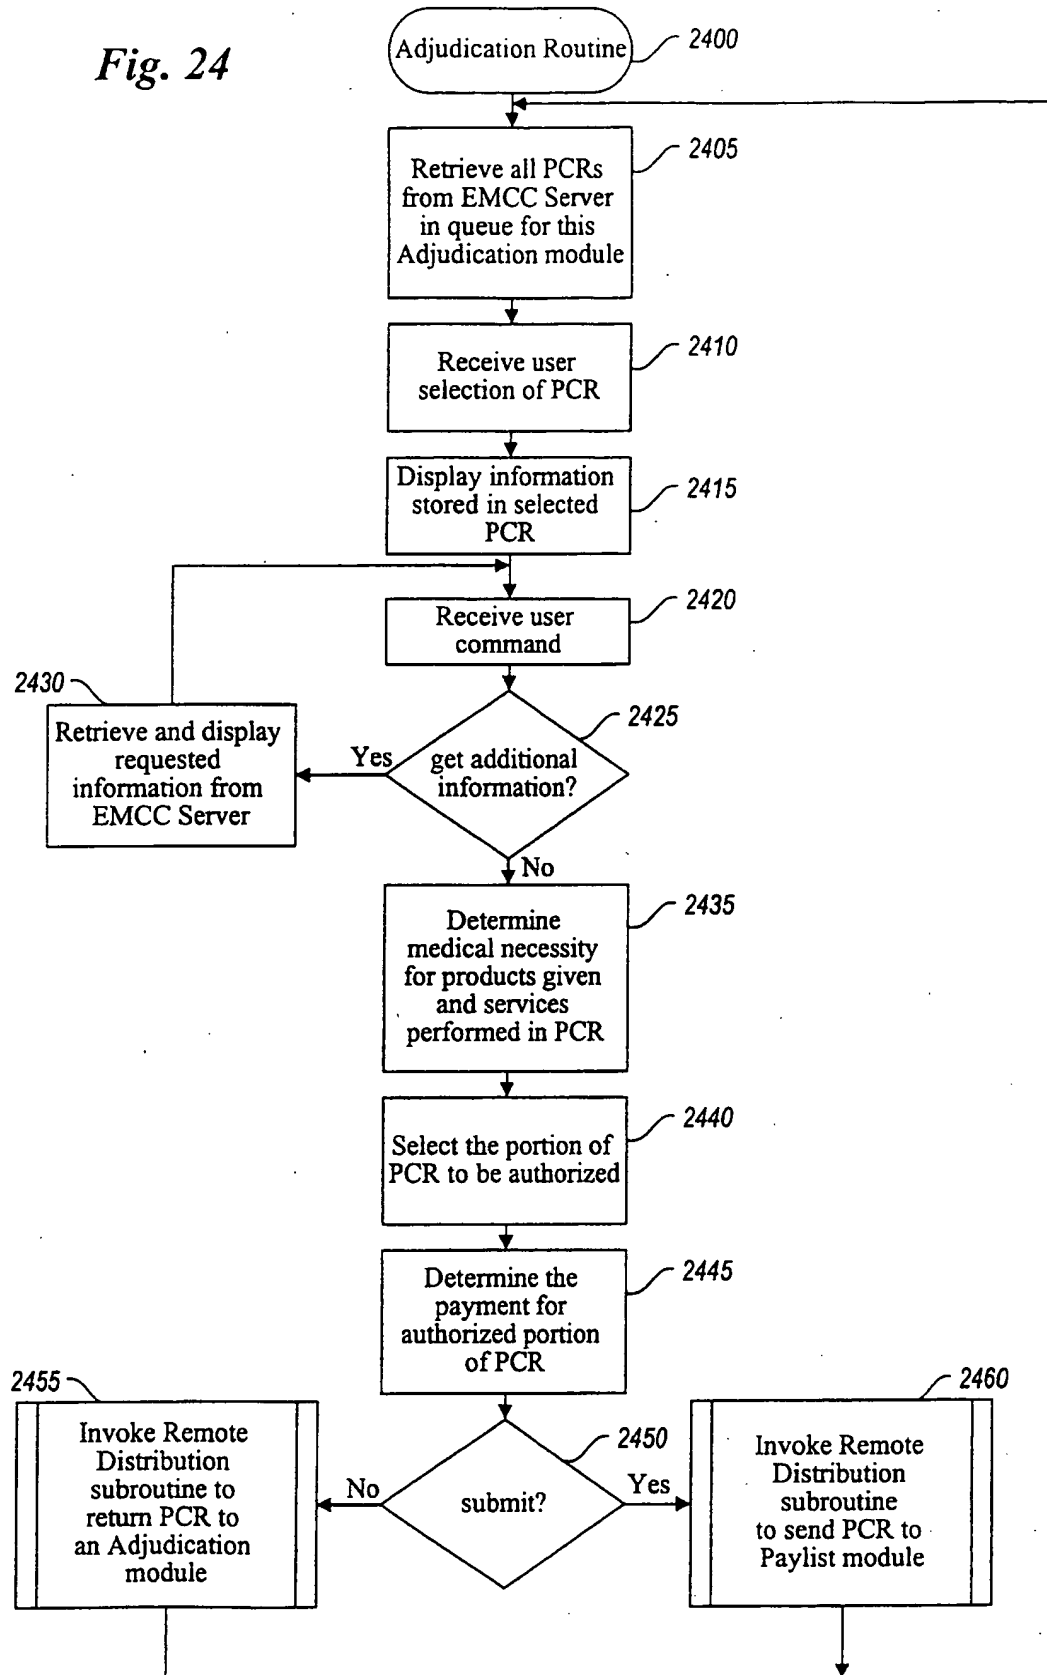 Fig. 24
Adjudication Routine
2400
2405
Retrieve all PCRs
from EMCC Server
in queue for this
Adjudication module
2410
Receive user
selection of PCR
2415
Display information
stored in selected
PCR
2420
Receive user
command
2430
Retrieve and display
requested
information from
EMCC Server
Yes
2425
get additional
information?
No
2435
Determine
medical necessity
for products given
and services
performed in PCR
2440
Select the portion of
PCR to be authorized
2445
Determine the
payment for
authorized portion
of PCR
2455
Invoke Remote
Distribution
subroutine to
return PCR to
an Adjudication
module
No
2450
submit?
Yes
2460
Invoke Remote
Distribution
subroutine
to send PCR to
Paylist module